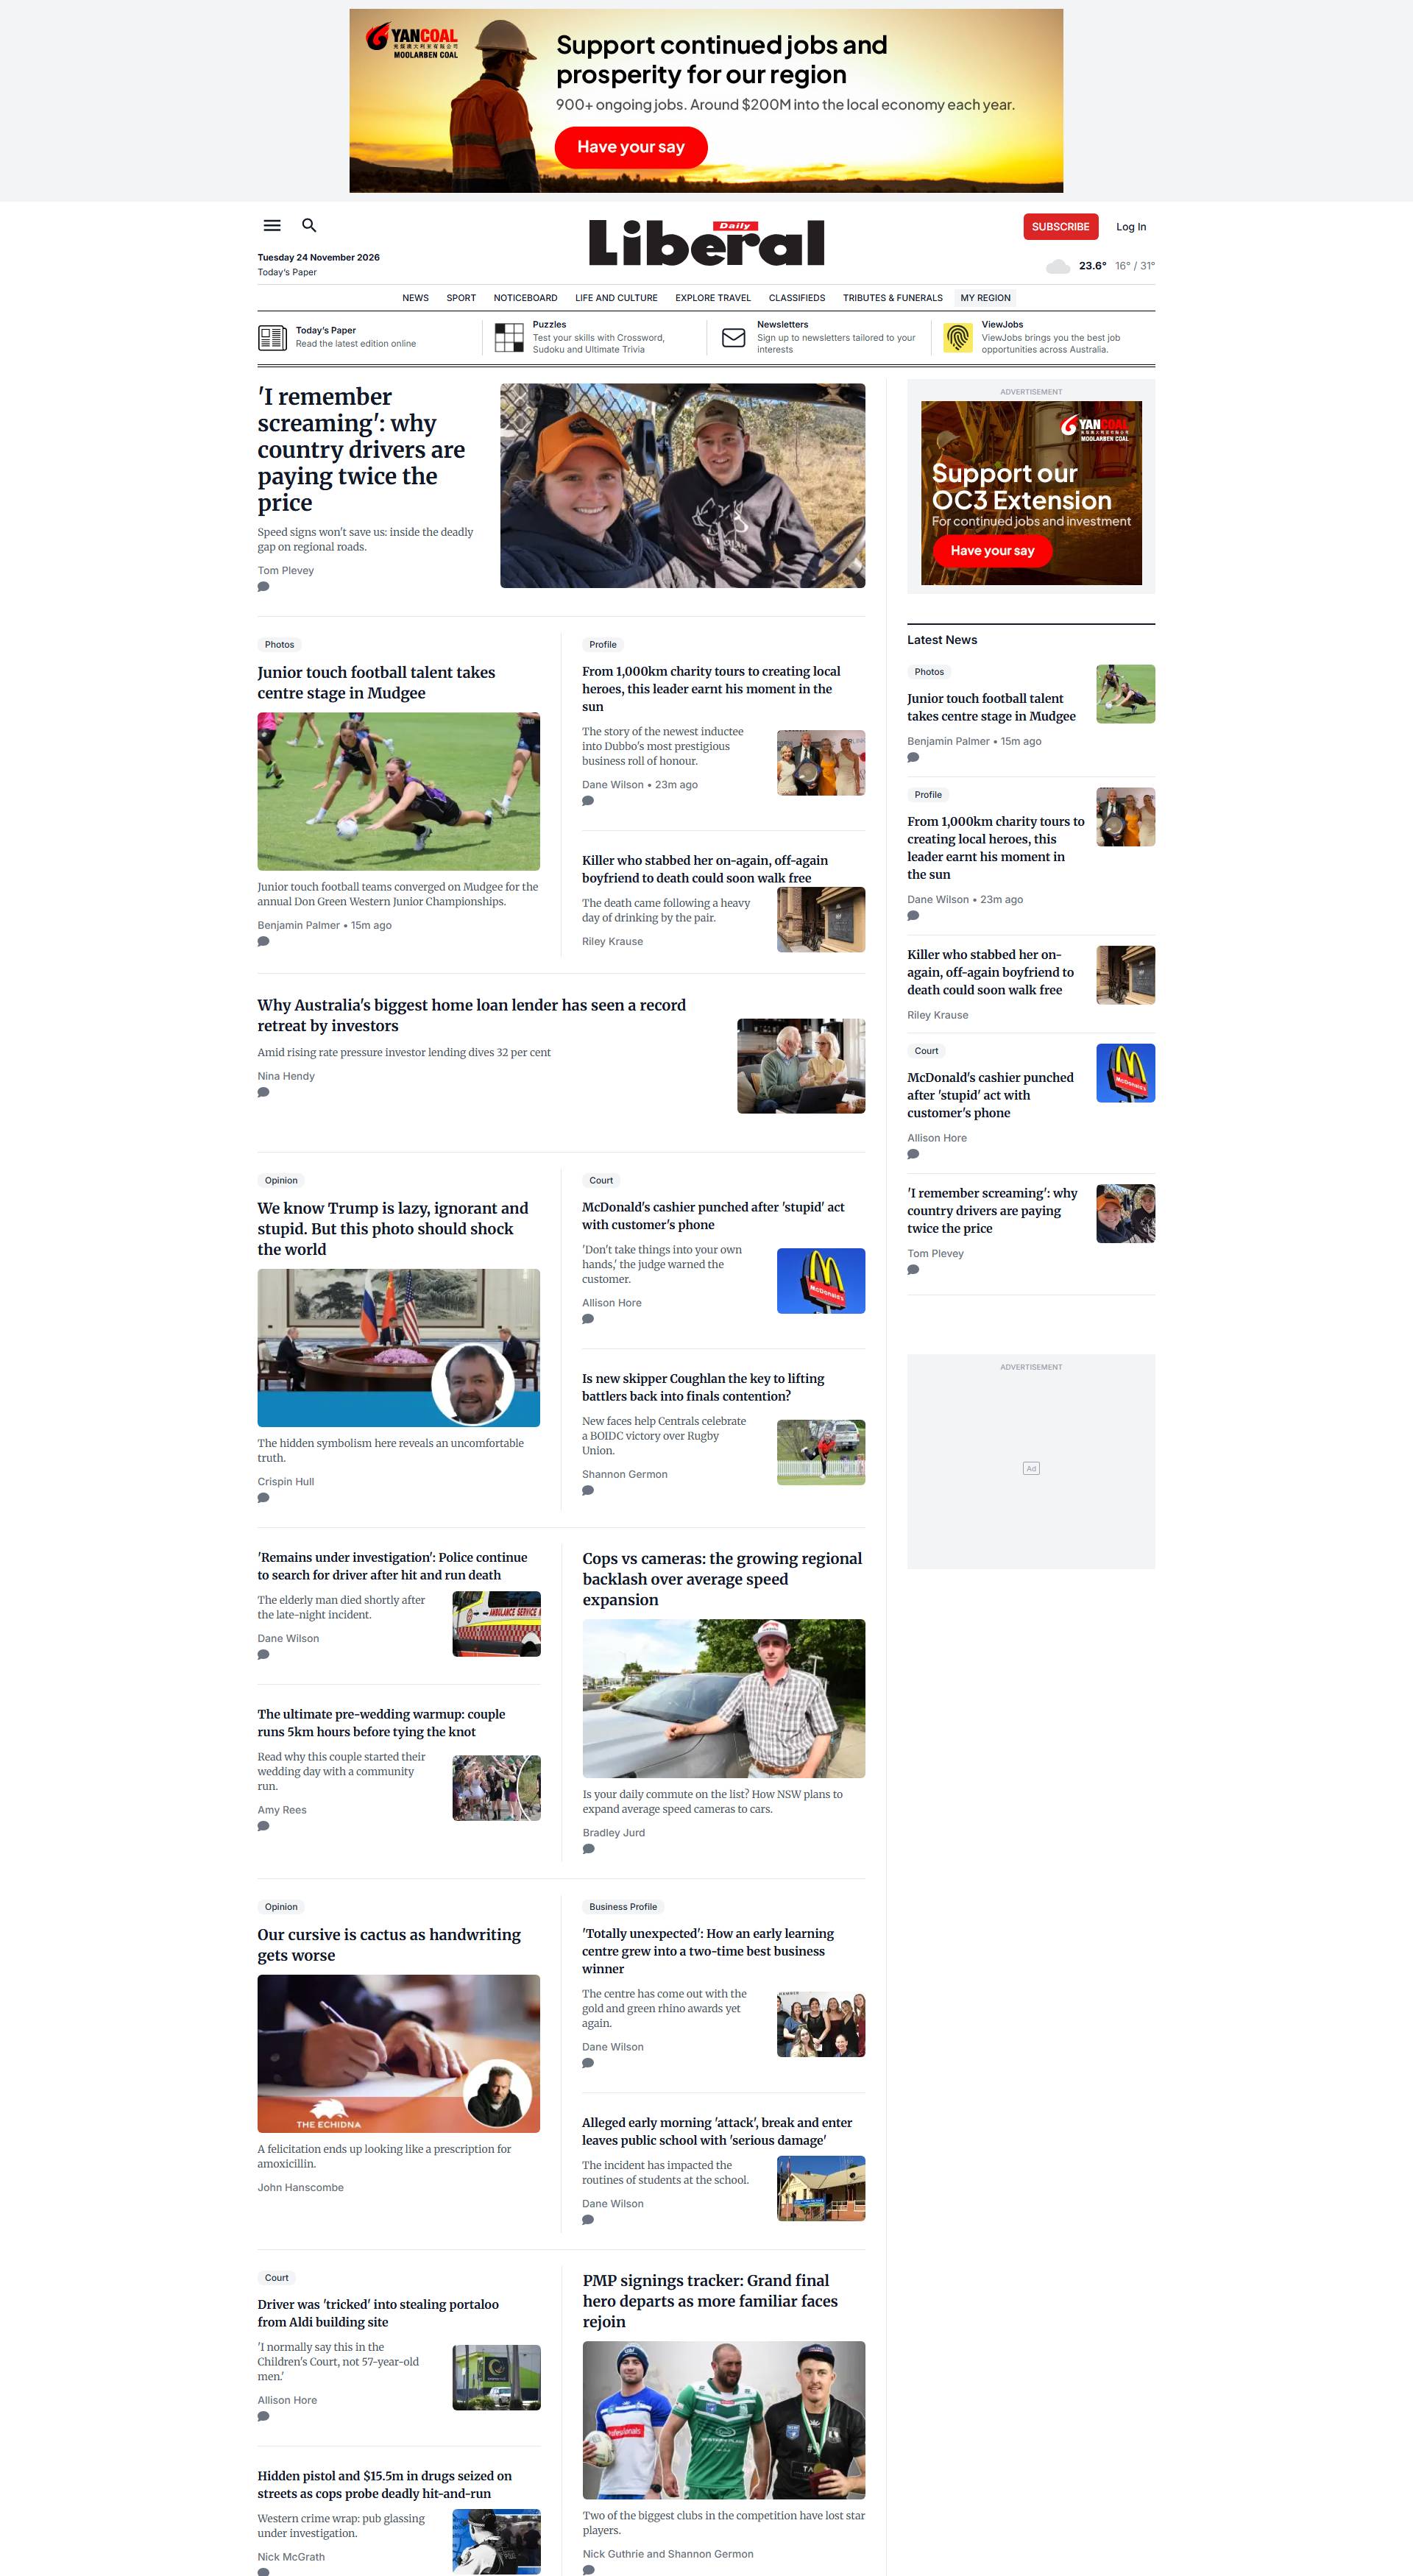 YANCOAL
MOOLARBEN COAL
Support continued jobs and
prosperity for our region
900+ ongoing jobs. Around $200M into the local economy each year.
Have your say
Daily
Liberal
SUBSCRIBE
Log In
Tuesday 24 November 2026
Today's Paper
23.6° 16° / 31°
NEWS SPORT NOTICEBOARD LIFE AND CULTURE EXPLORE TRAVEL CLASSIFIEDS TRIBUTES & FUNERALS MY REGION
Today's Paper
Read the latest edition online
Puzzles
Test your skills with Crossword,
Sudoku and Ultimate Trivia
Newsletters
Sign up to newsletters tailored to your
interests
ViewJobs
ViewJobs brings you the best job
opportunities across Australia.
'I remember
screaming': why
country drivers are
paying twice the
price
Speed signs won't save us: inside the deadly
gap on regional roads.
Tom Plevey
Photos
Junior touch football talent takes
centre stage in Mudgee
Junior touch football teams converged on Mudgee for the
annual Don Green Western Junior Championships.
Benjamin Palmer • 15m ago
Profile
From 1,000km charity tours to creating local
heroes, this leader earnt his moment in the
sun
The story of the newest inductee
into Dubbo's most prestigious
business roll of honour.
Dane Wilson • 23m ago
Killer who stabbed her on-again, off-again
boyfriend to death could soon walk free
The death came following a heavy
day of drinking by the pair.
Riley Krause
Why Australia's biggest home loan lender has seen a record
retreat by investors
Amid rising rate pressure investor lending dives 32 per cent
Nina Hendy
Opinion
We know Trump is lazy, ignorant and
stupid. But this photo should shock
the world
The hidden symbolism here reveals an uncomfortable
truth.
Crispin Hull
Court
McDonald's cashier punched after 'stupid' act
with customer's phone
'Don't take things into your own
hands,' the judge warned the
customer.
McDonald's
Allison Hore
Is new skipper Coughlan the key to lifting
battlers back into finals contention?
New faces help Centrals celebrate
a BOIDC victory over Rugby
Union.
Shannon Germon
'Remains under investigation': Police continue
to search for driver after hit and run death
The elderly man died shortly after
the late-night incident.
AMBULANCE SERVICE
Dane Wilson
The ultimate pre-wedding warmup: couple
runs 5km hours before tying the knot
Read why this couple started their
wedding day with a community
run.
Amy Rees
Cops vs cameras: the growing regional
backlash over average speed
expansion
Is your daily commute on the list? How NSW plans to
expand average speed cameras to cars.
Bradley Jurd
Opinion
Our cursive is cactus as handwriting
gets worse
THE ECHIDNA
A felicitation ends up looking like a prescription for
amoxicillin.
John Hanscombe
Business Profile
'Totally unexpected': How an early learning
centre grew into a two-time best business
winner
The centre has come out with the
gold and green rhino awards yet
again.
Dane Wilson
Alleged early morning 'attack', break and enter
leaves public school with 'serious damage'
The incident has impacted the
routines of students at the school.
Dane Wilson
Court
Driver was 'tricked' into stealing portaloo
from Aldi building site
'I normally say this in the
Children's Court, not 57-year-old
men.'
Allison Hore
Hidden pistol and $15.5m in drugs seized on
streets as cops probe deadly hit-and-run
Western crime wrap: pub glassing
under investigation.
Nick McGrath
PMP signings tracker: Grand final
hero departs as more familiar faces
rejoin
Two of the biggest clubs in the competition have lost star
players.
Nick Guthrie and Shannon Germon
ADVERTISEMENT
YANCOAL
MOOLARBEN COAL
Support our
OC3 Extension
For continued jobs and investment
Have your say
Latest News
Photos
Junior touch football talent
takes centre stage in Mudgee
Benjamin Palmer • 15m ago
Profile
From 1,000km charity tours to
creating local heroes, this
leader earnt his moment in
the sun
Dane Wilson • 23m ago
Killer who stabbed her on-
again, off-again boyfriend to
death could soon walk free
Riley Krause
Court
McDonald's cashier punched
after 'stupid' act with
customer's phone
McDonald's
Allison Hore
'I remember screaming': why
country drivers are paying
twice the price
Tom Plevey
ADVERTISEMENT
Ad